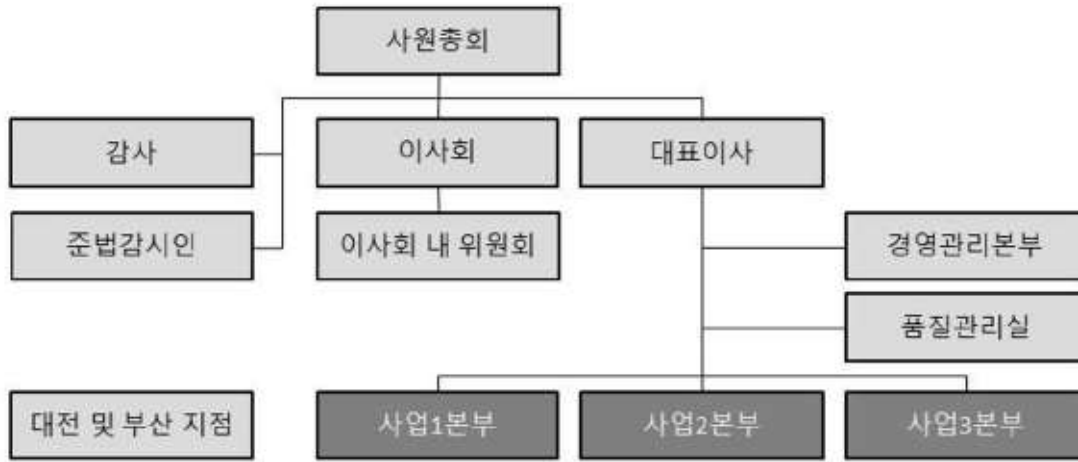 사원총회
감사
이사회
대표이사
준법감시인
이사회 내 위원회
경영관리본부
품질관리실
대전 및 부산 지점
사업1본부
사업2본부
사업3본부